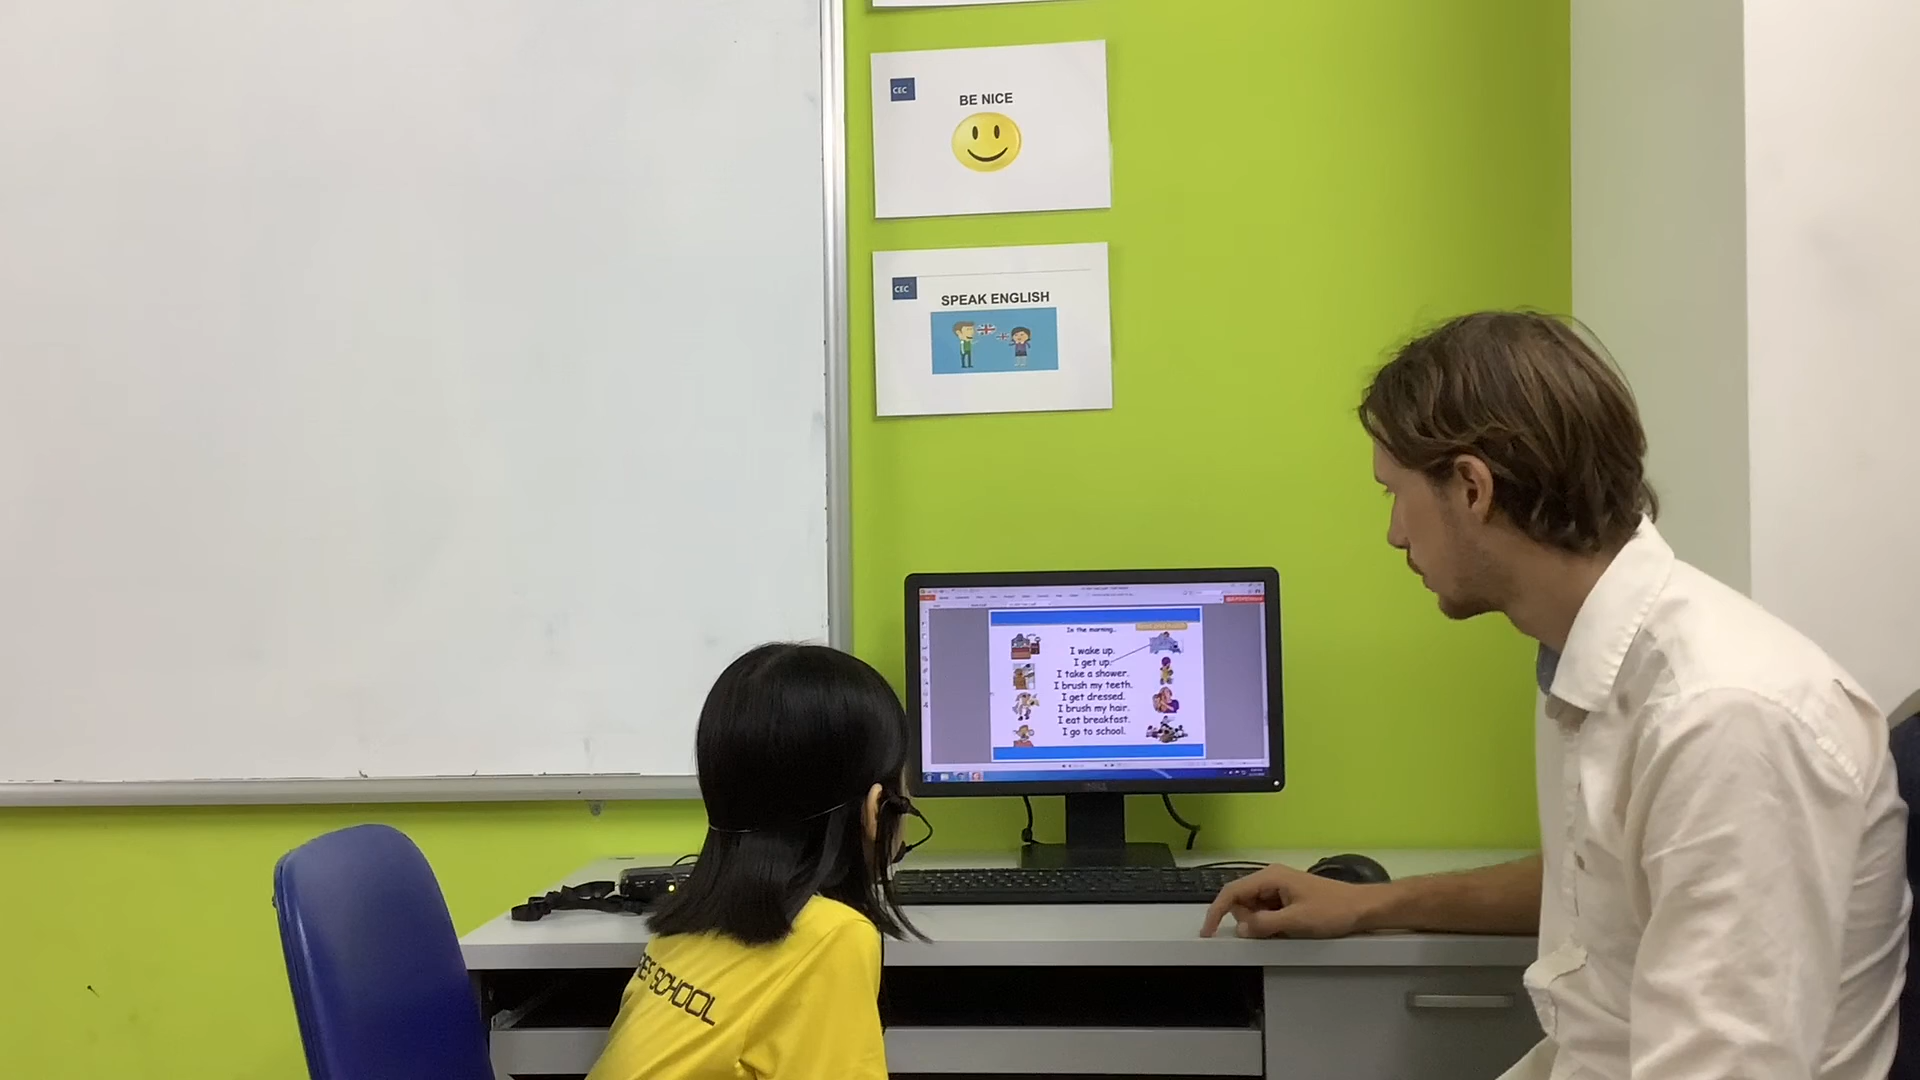 CEC
BE NICE
CEC
SPEAK ENGLISH
In the morning...
I wake up.
I get up.
I take a shower.
I brush my teeth.
I get dressed.
I brush my hair.
I eat breakfast.
I go to school.
SCHOOL
DELL